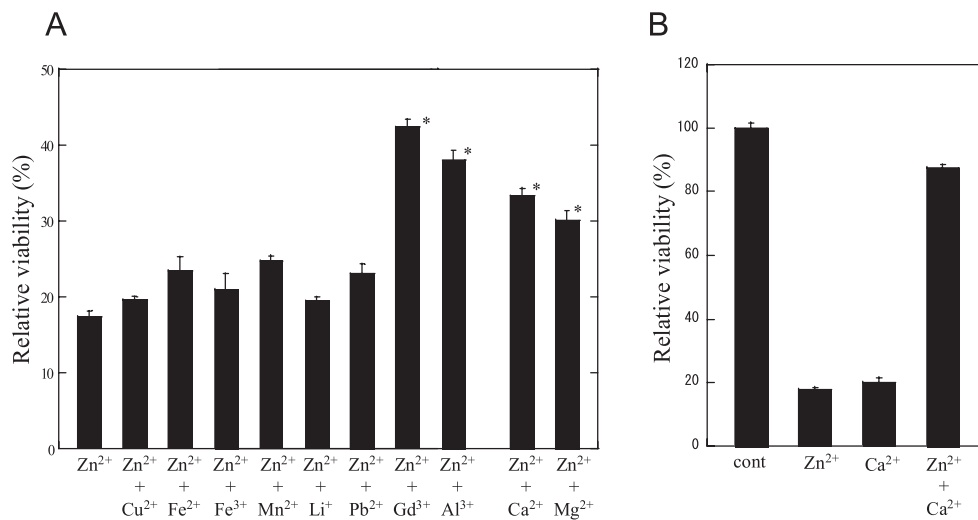 A
B
Relative viability (%)
50
40
30
20
10
0
*
*
*
*
Zn²⁺ Zn²⁺ Zn²⁺ Zn²⁺ Zn²⁺ Zn²⁺ Zn²⁺ Zn²⁺ Zn²⁺ Zn²⁺ Zn²⁺
+ + + + + + + + + +
Cu²⁺ Fe²⁺ Fe³⁺ Mn²⁺ Li⁺ Pb²⁺ Gd³⁺ Al³⁺ Ca²⁺ Mg²⁺
Relative viability (%)
120
100
80
60
40
20
0
cont Zn²⁺ Ca²⁺ Zn²⁺
+
Ca²⁺